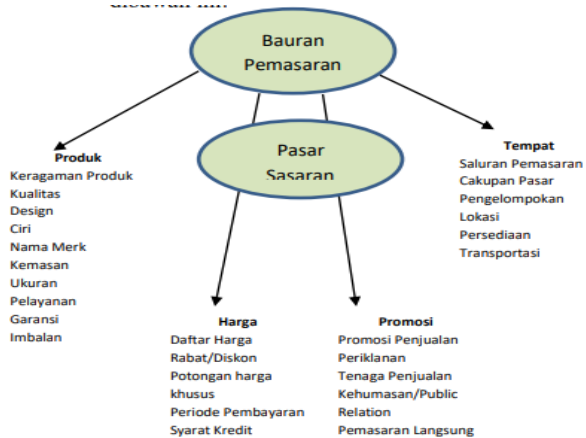 Bauran
Pemasaran
Pasar
Sasaran
Produk
Keragaman Produk
Kualitas
Design
Ciri
Nama Merk
Kemasan
Ukuran
Pelayanan
Garansi
Imbalan
Harga
Daftar Harga
Rabat/Diskon
Potongan harga
khusus
Periode Pembayaran
Syarat Kredit
Promosi
Promosi Penjualan
Periklanan
Tenaga Penjualan
Kehumasan/Public
Relation
Pemasaran Langsung
Tempat
Saluran Pemasaran
Cakupan Pasar
Pengelompokan
Lokasi
Persediaan
Transportasi